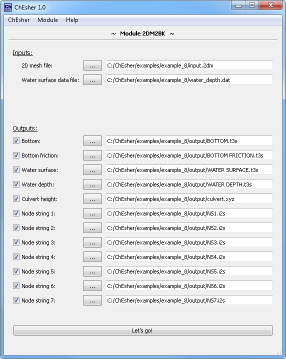 ChEsher 1.0
ChEsher Module Help
~ Module 2DM2BK ~
Inputs:
2D mesh file: ... C:/ChEsher/examples/example_8/input.2dm
Water surface data file: ... C:/ChEsher/examples/example_8/water_depth.dat
Outputs:
Bottom: ... C:/ChEsher/examples/example_8/output/BOTTOM.t3s
Bottom friction: ... C:/ChEsher/examples/example_8/output/BOTTOM FRICTION.t3s
Water surface: ... C:/ChEsher/examples/example_8/output/WATER SURFACE.t3s
Water depth: ... C:/ChEsher/examples/example_8/output/WATER DEPTH.t3s
Culvert height: ... C:/ChEsher/examples/example_8/output/culvert.xyz
Node string 1: ... C:/ChEsher/examples/example_8/output/NS1.i2s
Node string 2: ... C:/ChEsher/examples/example_8/output/NS2.i2s
Node string 3: ... C:/ChEsher/examples/example_8/output/NS3.i2s
Node string 4: ... C:/ChEsher/examples/example_8/output/NS4.i2s
Node string 5: ... C:/ChEsher/examples/example_8/output/NS5.i2s
Node string 6: ... C:/ChEsher/examples/example_8/output/NS6.i2s
Node string 7: ... C:/ChEsher/examples/example_8/output/NS7.i2s
Let's go!